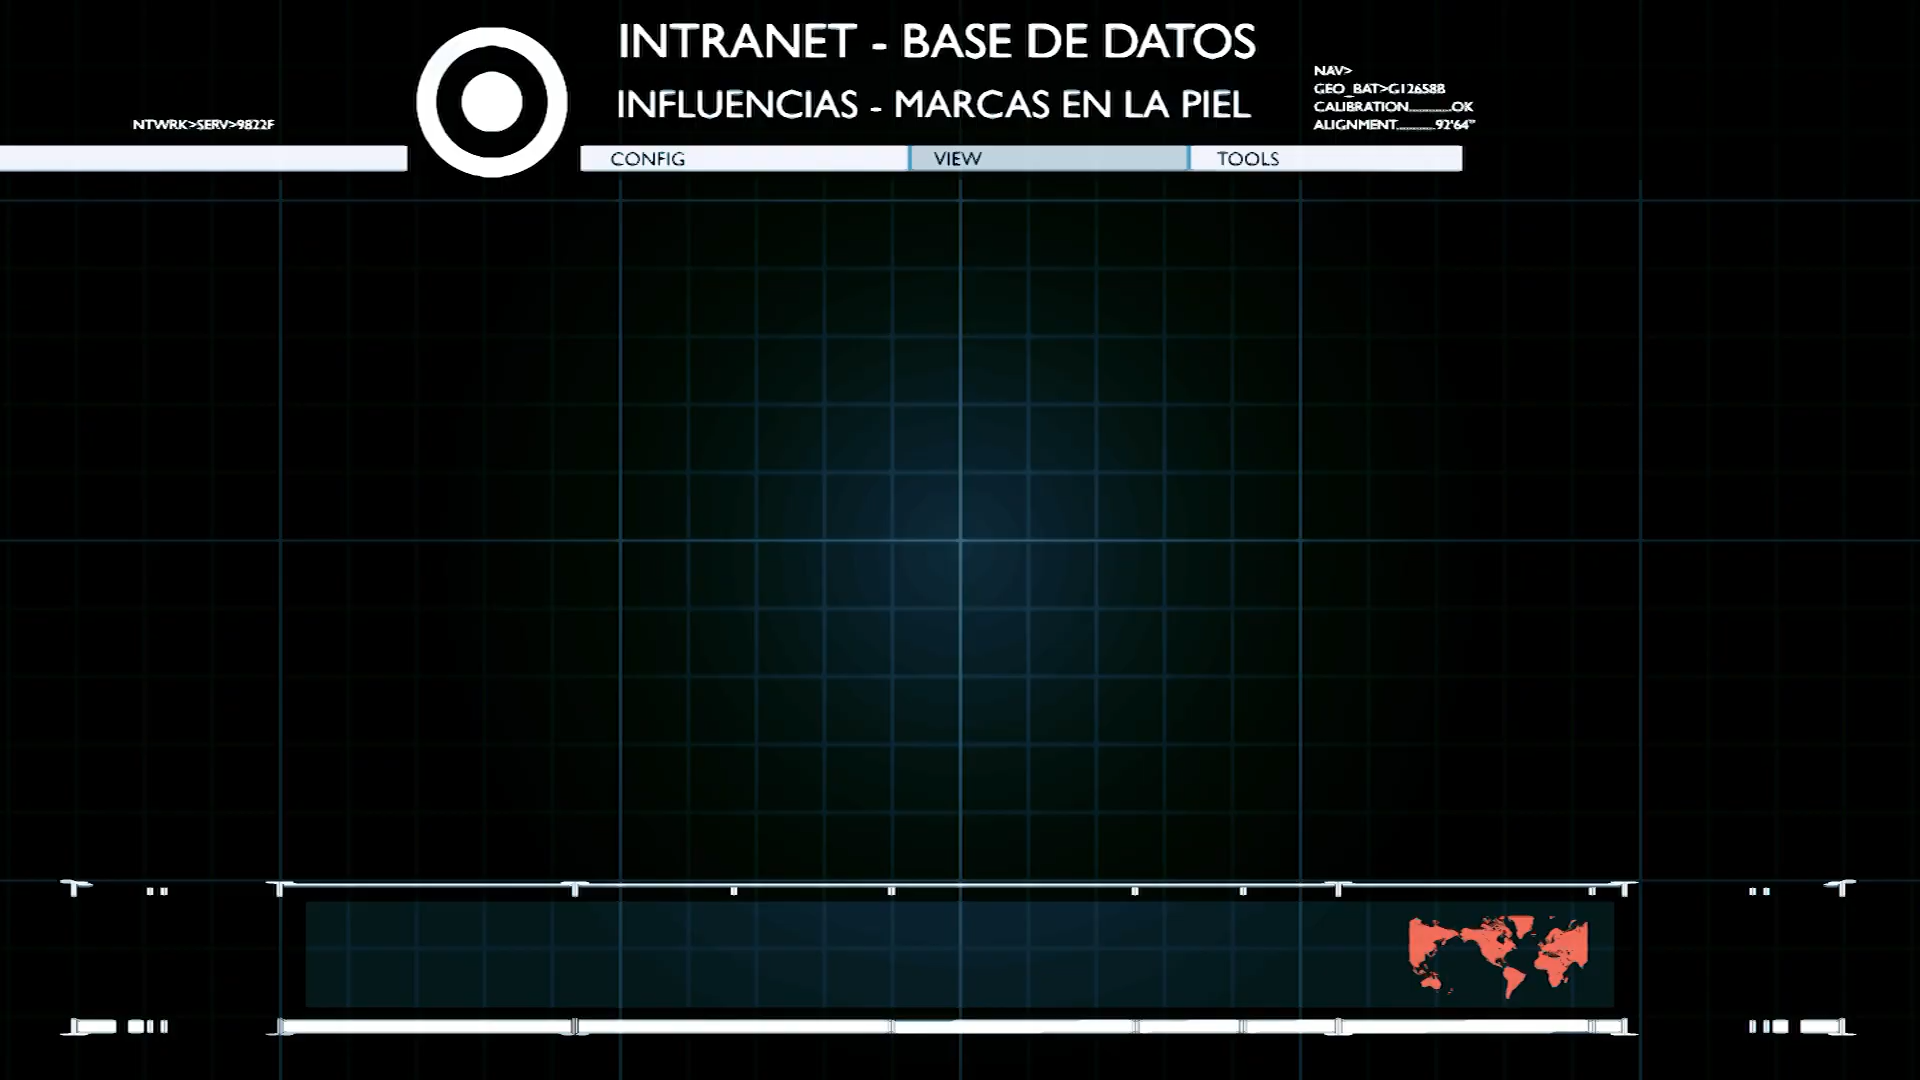 INTRANET - BASE DE DATOS
INFLUENCIAS - MARCAS EN LA PIEL
NTWRK>SERV>9822F
NAV>
GEO_BAT>G12658B
CALIBRATION............OK
ALIGNMENT...........92'64"
CONFIG
VIEW
TOOLS